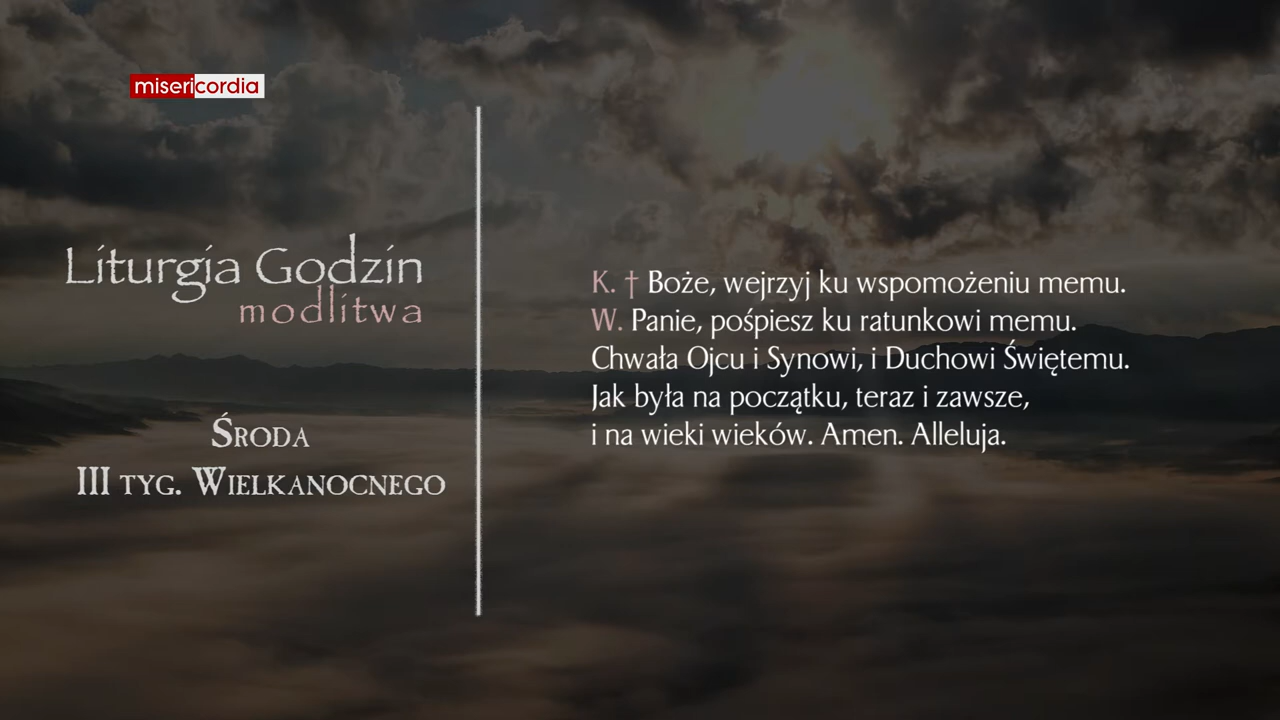 misericordia
Liturgia Godzin
modlitwa
Środa
III tyg. Wielkanocnego
K. † Boże, wejrzyj ku wspomożeniu memu.
W. Panie, pośpiesz ku ratunkowi memu.
Chwała Ojcu i Synowi, i Duchowi Świętemu.
Jak była na początku, teraz i zawsze,
i na wieki wieków. Amen. Alleluja.